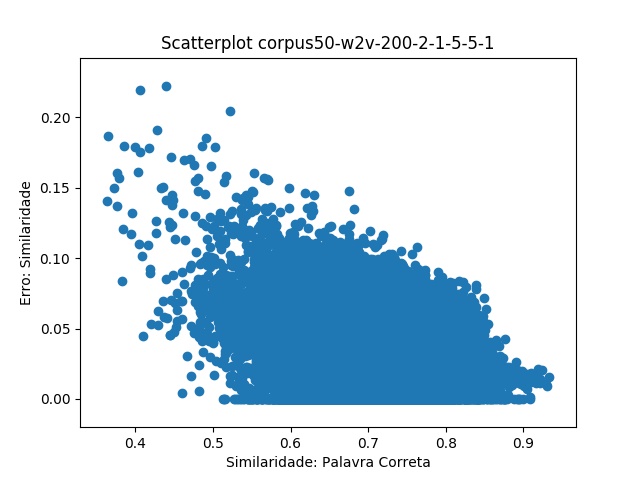 Scatterplot corpus50-w2v-200-2-1-5-5-1
0.20
0.15
0.10
0.05
0.00
Erro: Similaridade
0.4 0.5 0.6 0.7 0.8 0.9
Similaridade: Palavra Correta